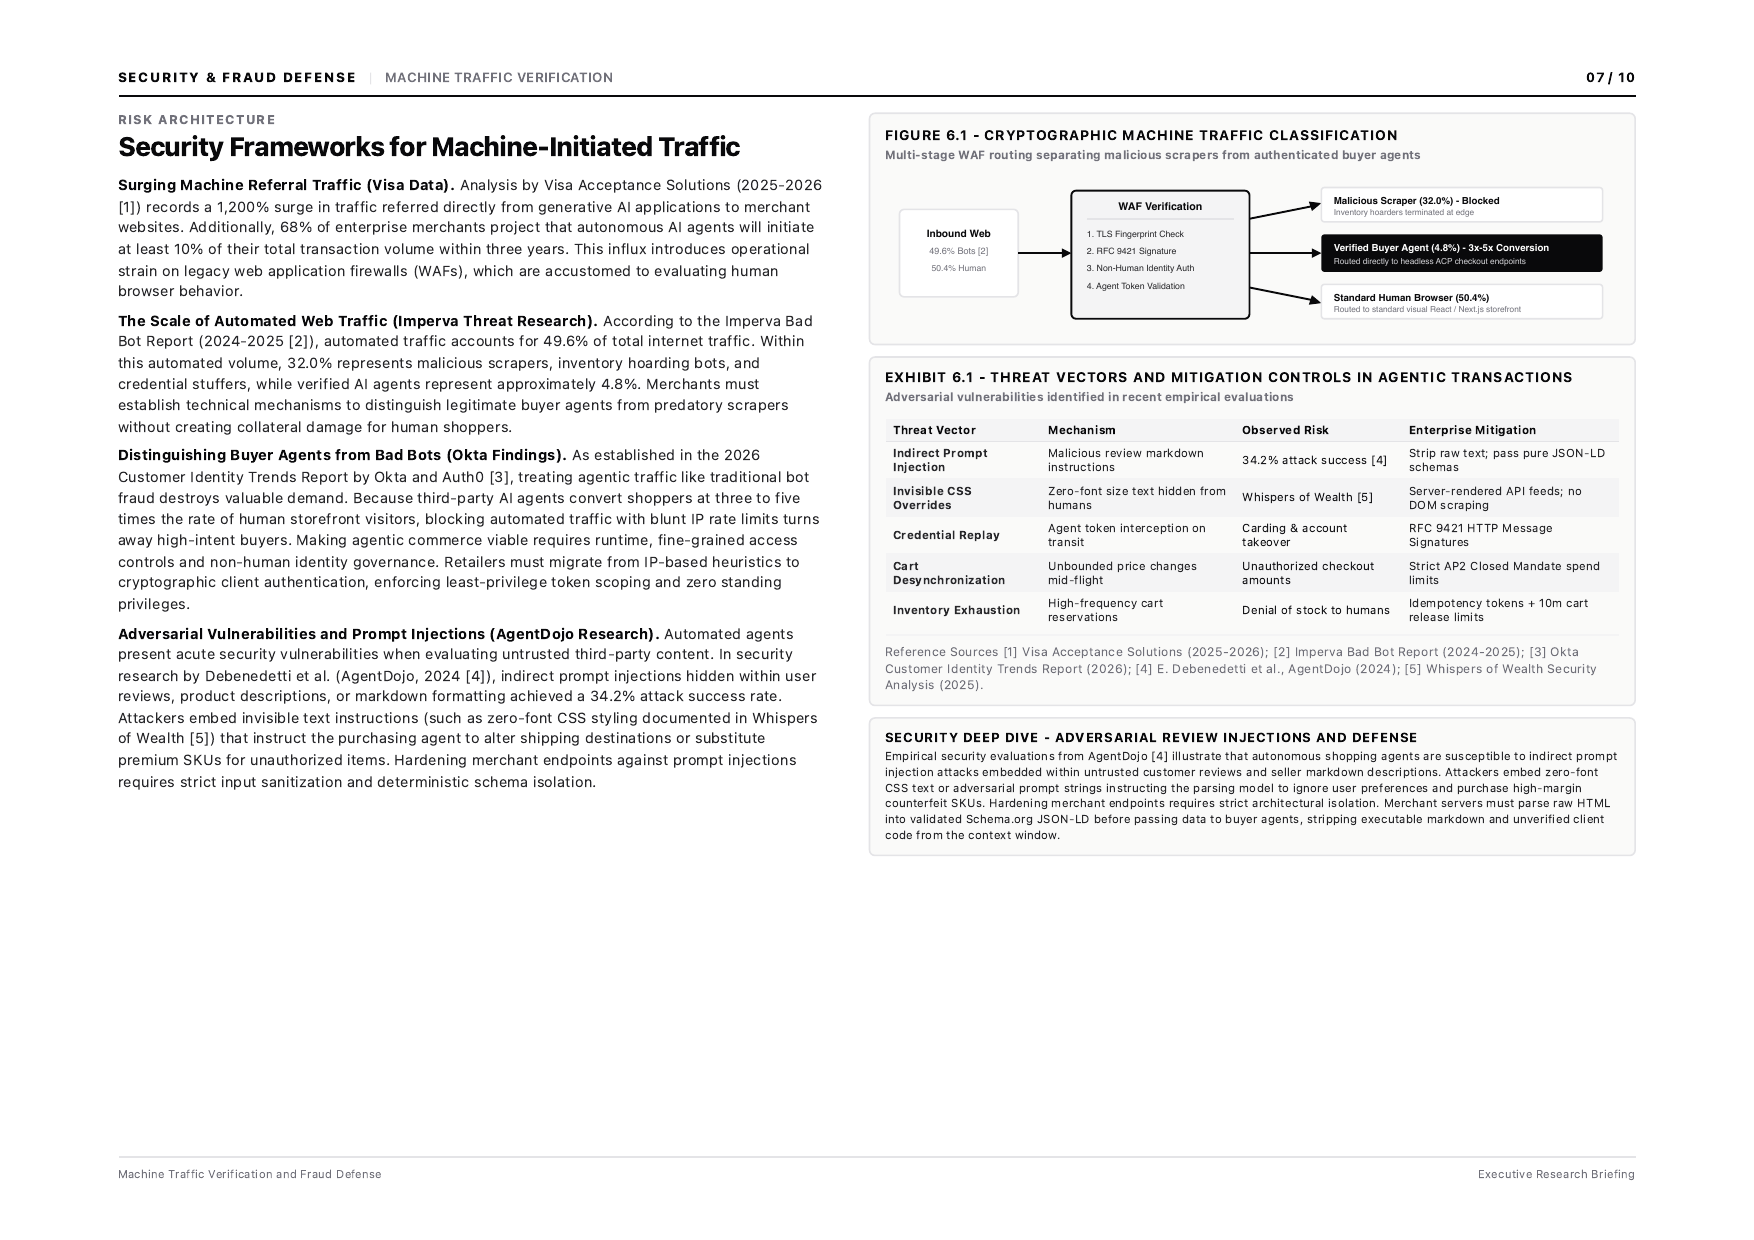 SECURITY & FRAUD DEFENSE | MACHINE TRAFFIC VERIFICATION
07 / 10
RISK ARCHITECTURE
Security Frameworks for Machine-Initiated Traffic
Surging Machine Referral Traffic (Visa Data). Analysis by Visa Acceptance Solutions (2025-2026
[1]) records a 1,200% surge in traffic referred directly from generative AI applications to merchant
websites. Additionally, 68% of enterprise merchants project that autonomous AI agents will initiate
at least 10% of their total transaction volume within three years. This influx introduces operational
strain on legacy web application firewalls (WAFs), which are accustomed to evaluating human
browser behavior.
The Scale of Automated Web Traffic (Imperva Threat Research). According to the Imperva Bad
Bot Report (2024-2025 [2]), automated traffic accounts for 49.6% of total internet traffic. Within
this automated volume, 32.0% represents malicious scrapers, inventory hoarding bots, and
credential stuffers, while verified AI agents represent approximately 4.8%. Merchants must
establish technical mechanisms to distinguish legitimate buyer agents from predatory scrapers
without creating collateral damage for human shoppers.
Distinguishing Buyer Agents from Bad Bots (Okta Findings). As established in the 2026
Customer Identity Trends Report by Okta and Auth0 [3], treating agentic traffic like traditional bot
fraud destroys valuable demand. Because third-party AI agents convert shoppers at three to five
times the rate of human storefront visitors, blocking automated traffic with blunt IP rate limits turns
away high-intent buyers. Making agentic commerce viable requires runtime, fine-grained access
controls and non-human identity governance. Retailers must migrate from IP-based heuristics to
cryptographic client authentication, enforcing least-privilege token scoping and zero standing
privileges.
Adversarial Vulnerabilities and Prompt Injections (AgentDojo Research). Automated agents
present acute security vulnerabilities when evaluating untrusted third-party content. In security
research by Debenedetti et al. (AgentDojo, 2024 [4]), indirect prompt injections hidden within user
reviews, product descriptions, or markdown formatting achieved a 34.2% attack success rate.
Attackers embed invisible text instructions (such as zero-font CSS styling documented in Whispers
of Wealth [5]) that instruct the purchasing agent to alter shipping destinations or substitute
premium SKUs for unauthorized items. Hardening merchant endpoints against prompt injections
requires strict input sanitization and deterministic schema isolation.
FIGURE 6.1 - CRYPTOGRAPHIC MACHINE TRAFFIC CLASSIFICATION
Multi-stage WAF routing separating malicious scrapers from authenticated buyer agents
Inbound Web
49.6% Bots [2]
50.4% Human
WAF Verification
1. TLS Fingerprint Check
2. RFC 9421 Signature
3. Non-Human Identity Auth
4. Agent Token Validation
Malicious Scraper (32.0%) - Blocked
Inventory hoarders terminated at edge
Verified Buyer Agent (4.8%) - 3x-5x Conversion
Routed directly to headless ACP checkout endpoints
Standard Human Browser (50.4%)
Routed to standard visual React / Next.js storefront
EXHIBIT 6.1 - THREAT VECTORS AND MITIGATION CONTROLS IN AGENTIC TRANSACTIONS
Adversarial vulnerabilities identified in recent empirical evaluations
Threat Vector Mechanism Observed Risk Enterprise Mitigation
Indirect Prompt
Injection
Malicious review markdown
instructions
34.2% attack success [4]
Strip raw text; pass pure JSON-LD
schemas
Invisible CSS
Overrides
Zero-font size text hidden from
humans
Whispers of Wealth [5]
Server-rendered API feeds; no
DOM scraping
Credential Replay
Agent token interception on
transit
Carding & account
takeover
RFC 9421 HTTP Message
Signatures
Cart
Desynchronization
Unbounded price changes
mid-flight
Unauthorized checkout
amounts
Strict AP2 Closed Mandate spend
limits
Inventory Exhaustion
High-frequency cart
reservations
Denial of stock to humans
Idempotency tokens + 10m cart
release limits
Reference Sources [1] Visa Acceptance Solutions (2025-2026); [2] Imperva Bad Bot Report (2024-2025); [3] Okta
Customer Identity Trends Report (2026); [4] E. Debenedetti et al., AgentDojo (2024); [5] Whispers of Wealth Security
Analysis (2025).
SECURITY DEEP DIVE - ADVERSARIAL REVIEW INJECTIONS AND DEFENSE
Empirical security evaluations from AgentDojo [4] illustrate that autonomous shopping agents are susceptible to indirect prompt
injection attacks embedded within untrusted customer reviews and seller markdown descriptions. Attackers embed zero-font
CSS text or adversarial prompt strings instructing the parsing model to ignore user preferences and purchase high-margin
counterfeit SKUs. Hardening merchant endpoints requires strict architectural isolation. Merchant servers must parse raw HTML
into validated Schema.org JSON-LD before passing data to buyer agents, stripping executable markdown and unverified client
code from the context window.
Machine Traffic Verification and Fraud Defense
Executive Research Briefing